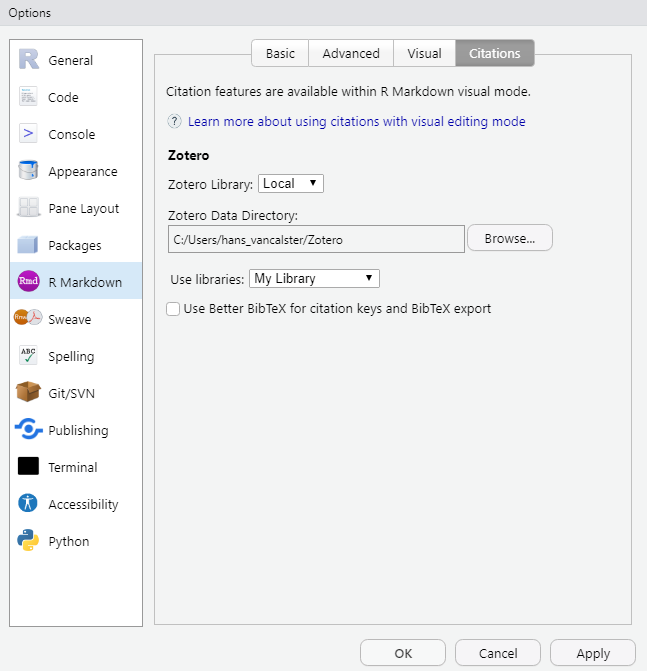 Options
General
Code
Console
Appearance
Pane Layout
Packages
Rmd R Markdown
Sweave
ABC Spelling
Git/SVN
Publishing
Terminal
Accessibility
Python
Basic Advanced Visual Citations
Citation features are available within R Markdown visual mode.
? Learn more about using citations with visual editing mode
Zotero
Zotero Library: Local
Zotero Data Directory:
C:/Users/hans_vancalster/Zotero Browse...
Use libraries: My Library
Use Better BibTeX for citation keys and BibTeX export
OK Cancel Apply